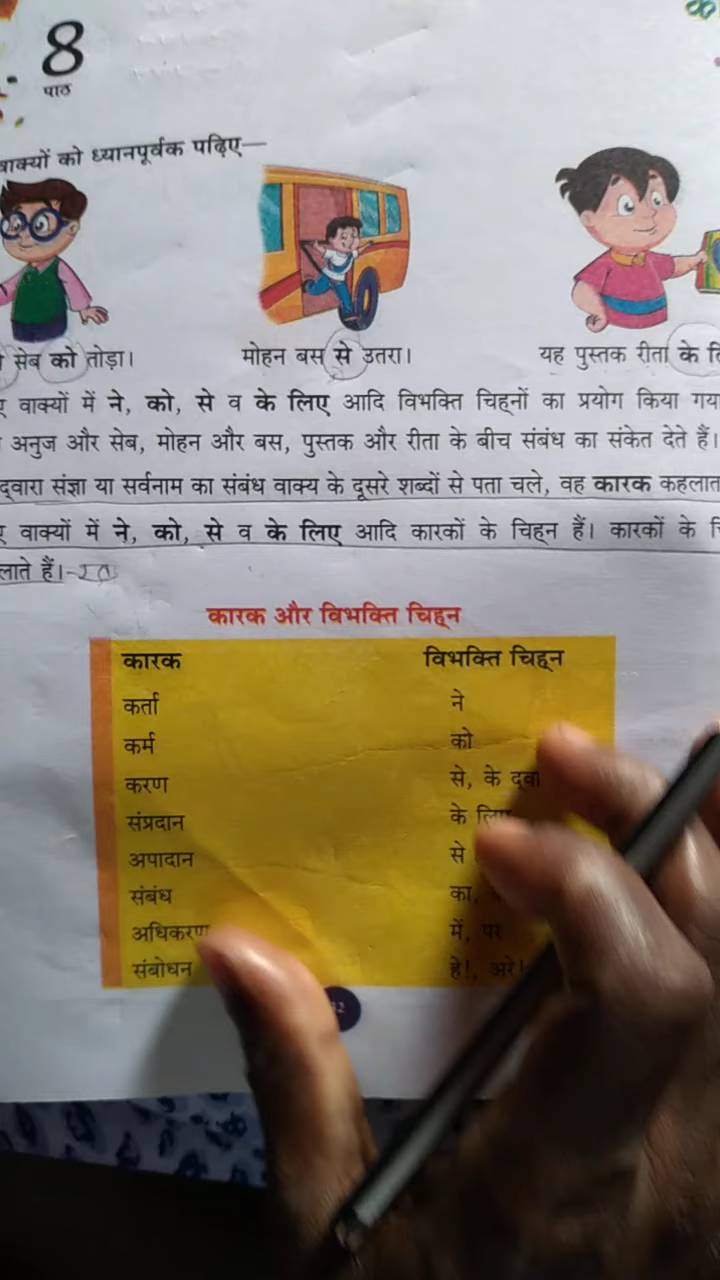 8
पाठ
वाक्यों को ध्यानपूर्वक पढ़िए—
सेब को तोड़ा।
मोहन बस से उतरा।
यह पुस्तक रीता के
वाक्यों में ने, को, से व के लिए आदि विभक्ति चिह्नों का प्रयोग किया गया
अनुज और सेब, मोहन और बस, पुस्तक और रीता के बीच संबंध का संकेत देते हैं।
द्वारा संज्ञा या सर्वनाम का संबंध वाक्य के दूसरे शब्दों से पता चले, वह कारक
वाक्यों में ने, को, से व के लिए आदि कारकों के चिह्न हैं। कारकों के
हैं।
कारक और विभक्ति चिह्न
कारक विभक्ति चिह्न
कर्ता ने
कर्म को
करण से, के
संप्रदान के
अपादान से
संबंध का,
अधिकरण में, पर
संबोधन हे!, अरे!